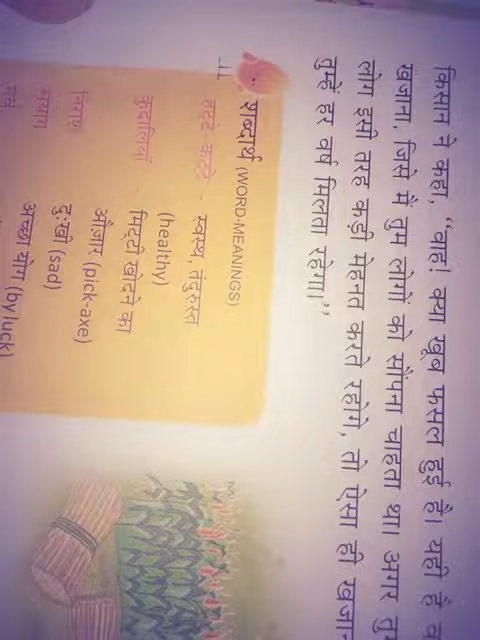 किसान ने कहा, “वाह! क्या खूब फसल हुई है। यही है
खजाना, जिसे मैं तुम लोगों को सौंपना चाहता था। अगर
लोग इसी तरह कड़ी मेहनत करते रहोगे, तो ऐसा ही
तुम्हें हर वर्ष मिलता रहेगा।”
शब्दार्थ (WORD-MEANINGS)
हट्टे-कट्टे - स्वस्थ, तंदुरुस्त
(healthy)
कुदालियाँ - मिट्टी खोदने का
औज़ार (pick-axe)
निराश दुःखी (sad)
अच्छा योग (by luck)